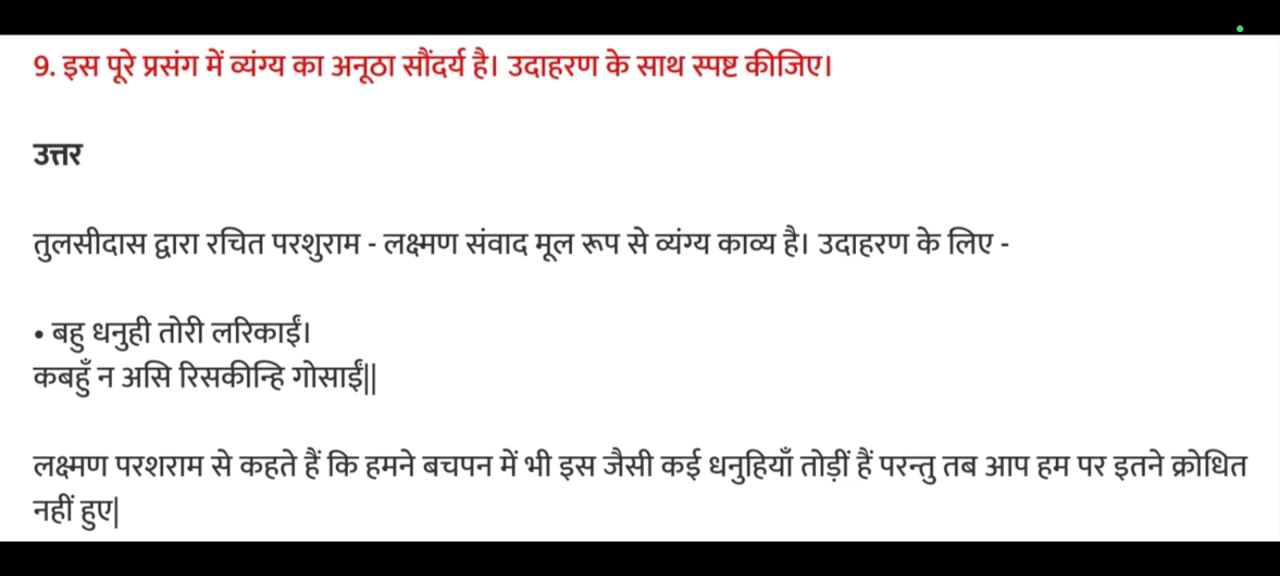 9. इस पूरे प्रसंग में व्यंग्य का अनूठा सौंदर्य है। उदाहरण के साथ स्पष्ट कीजिए।
उत्तर
तुलसीदास द्वारा रचित परशुराम - लक्ष्मण संवाद मूल रूप से व्यंग्य काव्य है। उदाहरण के लिए -
• बहु धनुही तोरी लरिकाईं।
कबहुँ न असि रिसकीन्हि गोसाईं||
लक्ष्मण परशराम से कहते हैं कि हमने बचपन में भी इस जैसी कई धनुहियाँ तोड़ीं हैं परन्तु तब आप हम पर इतने क्रोधित
नहीं हुए|